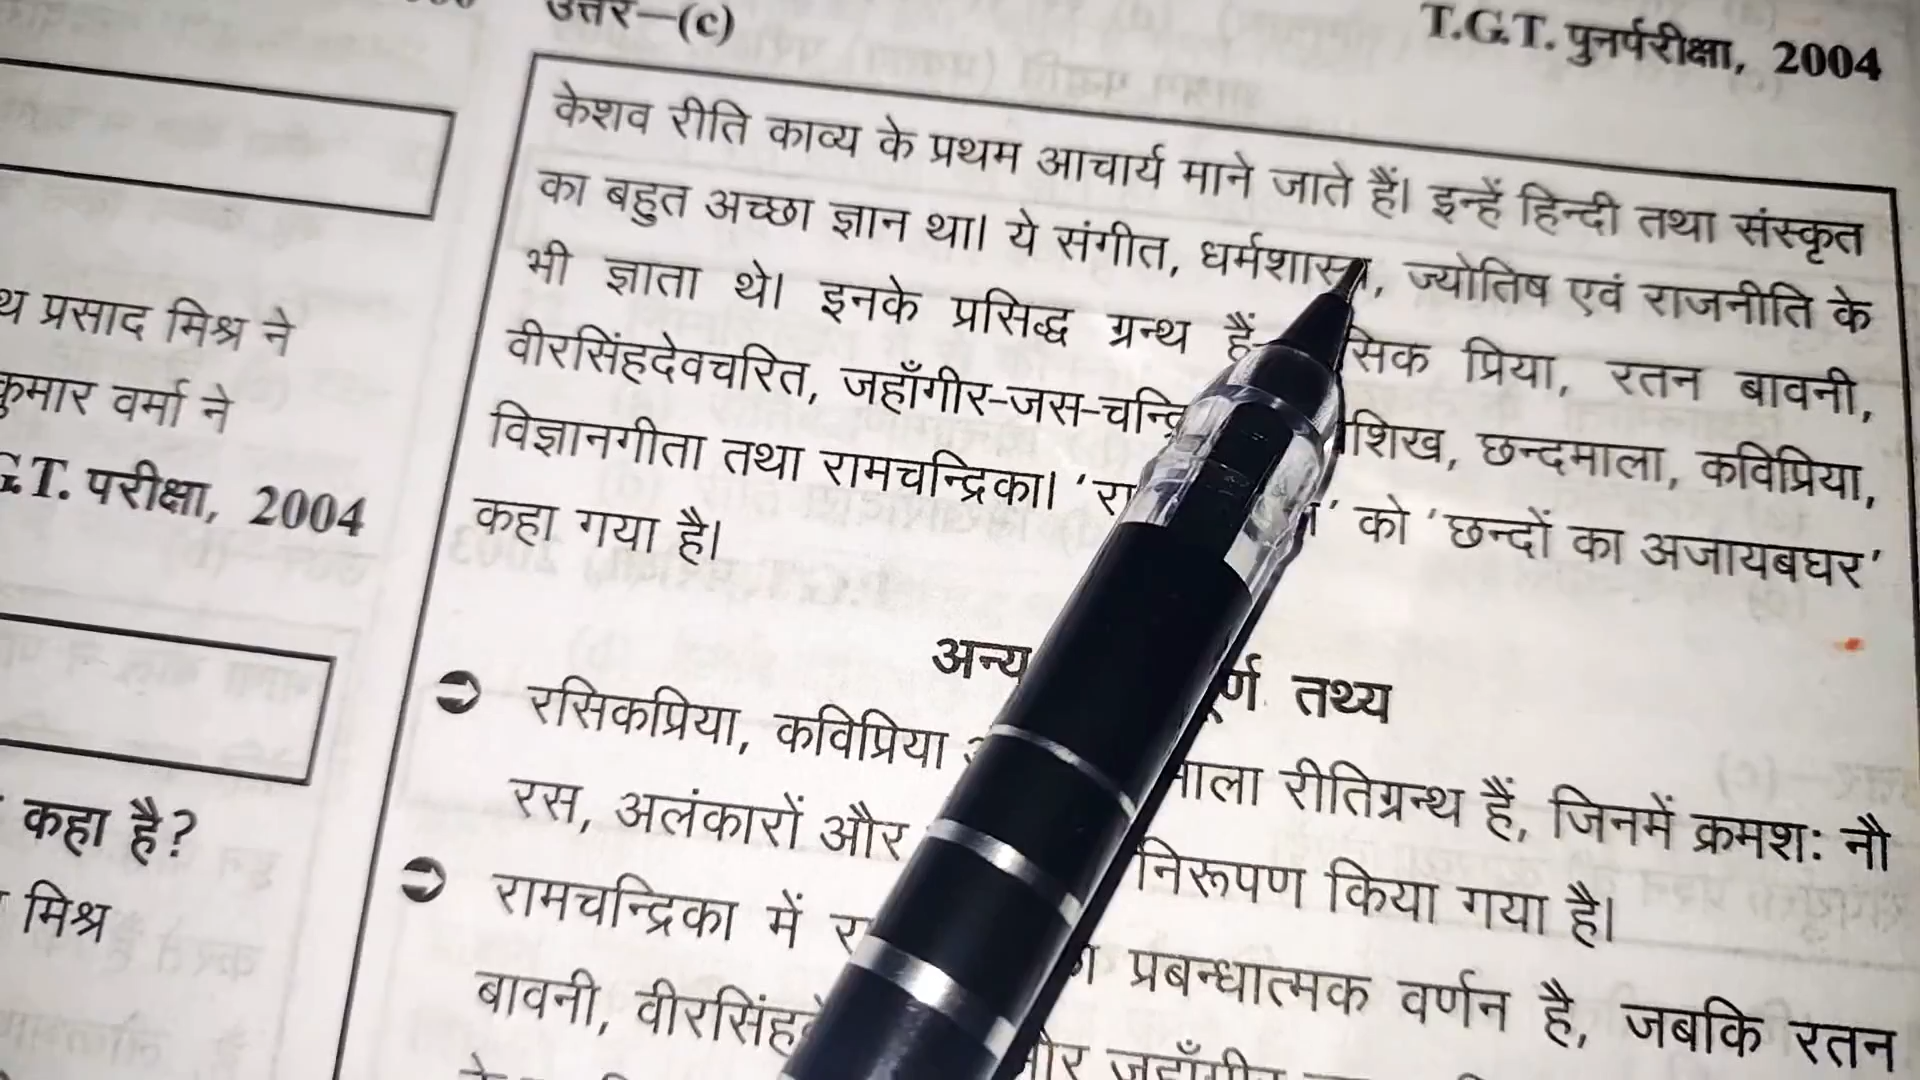 उत्तर–(c)
T.G.T. पुनर्परीक्षा, 2004
केशव रीति काव्य के प्रथम आचार्य माने जाते हैं। इन्हें हिन्दी तथा संस्कृत
का बहुत अच्छा ज्ञान था। ये संगीत, धर्मशास्त्र, ज्योतिष एवं राजनीति के
भी ज्ञाता थे। इनके प्रसिद्ध ग्रन्थ हैं– सिक प्रिया, रतन बावनी,
वीरसिंहदेवचरित, जहाँगीर-जस-चन्द्रि शिख, छन्दमाला, कविप्रिया,
विज्ञानगीता तथा रामचन्द्रिका। 'रा ' को 'छन्दों का अजायबघर'
कहा गया है।
अन्य र्ण तथ्य
रसिकप्रिया, कविप्रिया माला रीतिग्रन्थ हैं, जिनमें क्रमश: नौ
रस, अलंकारों और निरूपण किया गया है।
रामचन्द्रिका में प्रबन्धात्मक वर्णन है, जबकि रतन
बावनी, वीरसिंह और जहाँगीर
थ प्रसाद मिश्र ने
कुमार वर्मा ने
G.T. परीक्षा, 2004
कहा है?
मिश्र